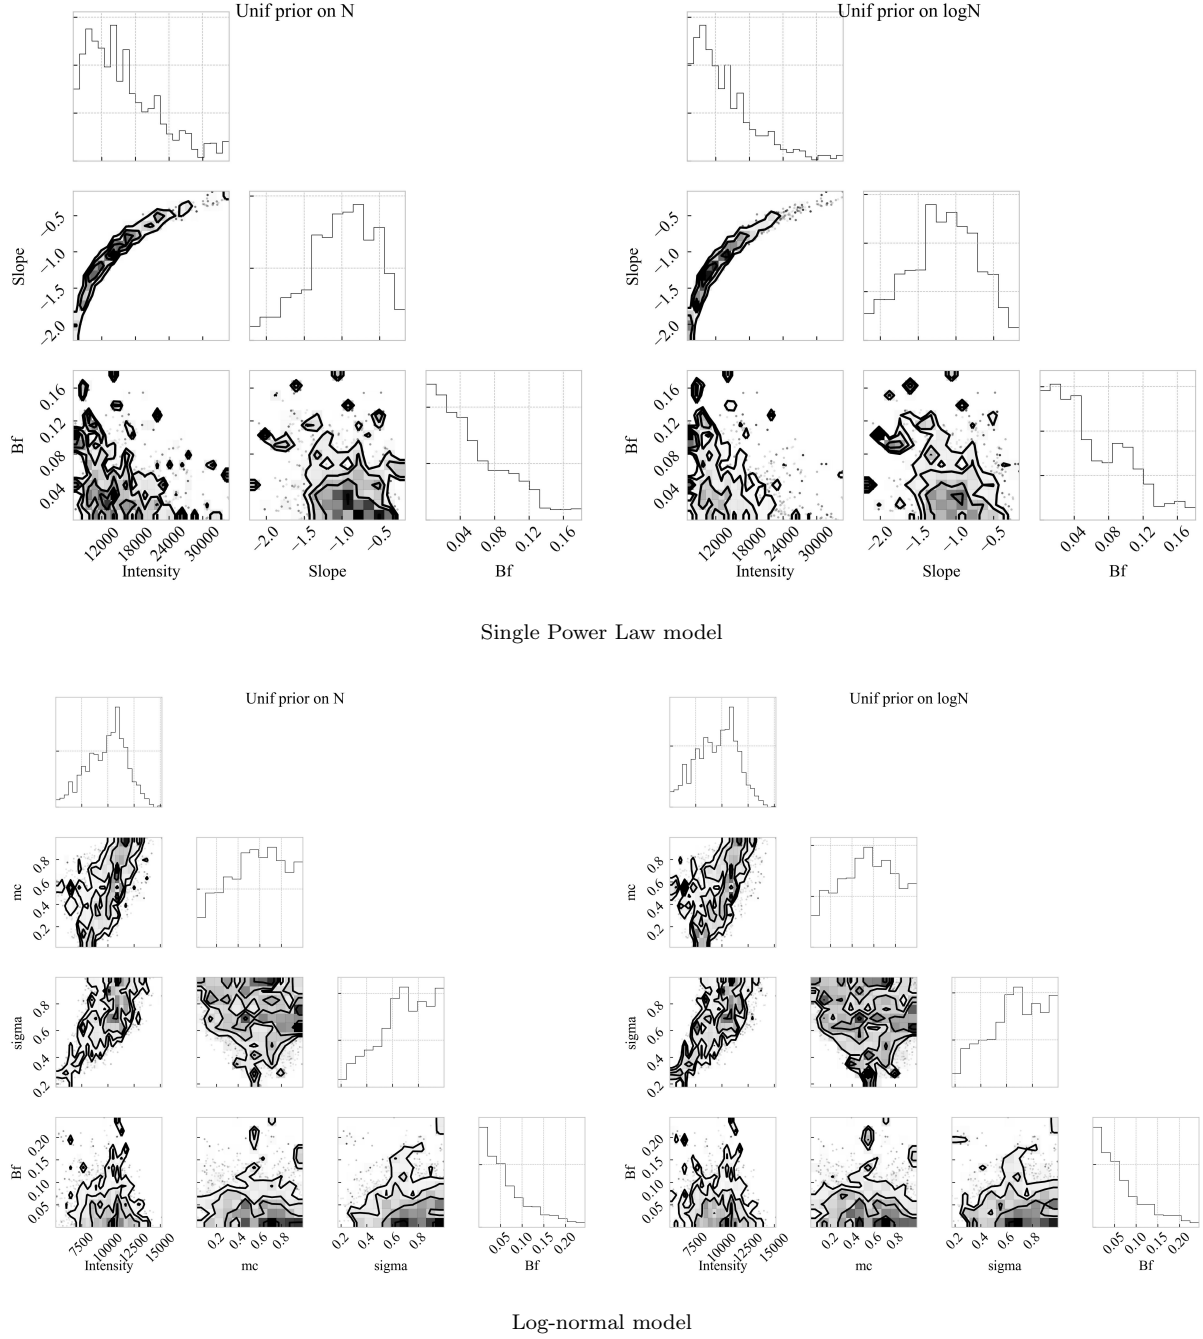 Unif prior on N
Unif prior on logN
Slope
−0.5
−1.0
−1.5
−2.0
Slope
−0.5
−1.0
−1.5
−2.0
Bf
0.16
0.12
0.08
0.04
Bf
0.16
0.12
0.08
0.04
12000 18000 24000 30000
−2.0 −1.5 −1.0 −0.5
0.04 0.08 0.12 0.16
12000 18000 24000 30000
−2.0 −1.5 −1.0 −0.5
0.04 0.08 0.12 0.16
Intensity Slope Bf
Intensity Slope Bf
Single Power Law model
Unif prior on N
Unif prior on logN
mc
0.8
0.6
0.4
0.2
mc
0.8
0.6
0.4
0.2
sigma
0.8
0.6
0.4
0.2
sigma
0.8
0.6
0.4
0.2
Bf
0.20
0.15
0.10
0.05
Bf
0.20
0.15
0.10
0.05
7500 10000 12500 15000
0.2 0.4 0.6 0.8
0.2 0.4 0.6 0.8
0.05 0.10 0.15 0.20
7500 10000 12500 15000
0.2 0.4 0.6 0.8
0.2 0.4 0.6 0.8
0.05 0.10 0.15 0.20
Intensity mc sigma Bf
Intensity mc sigma Bf
Log-normal model